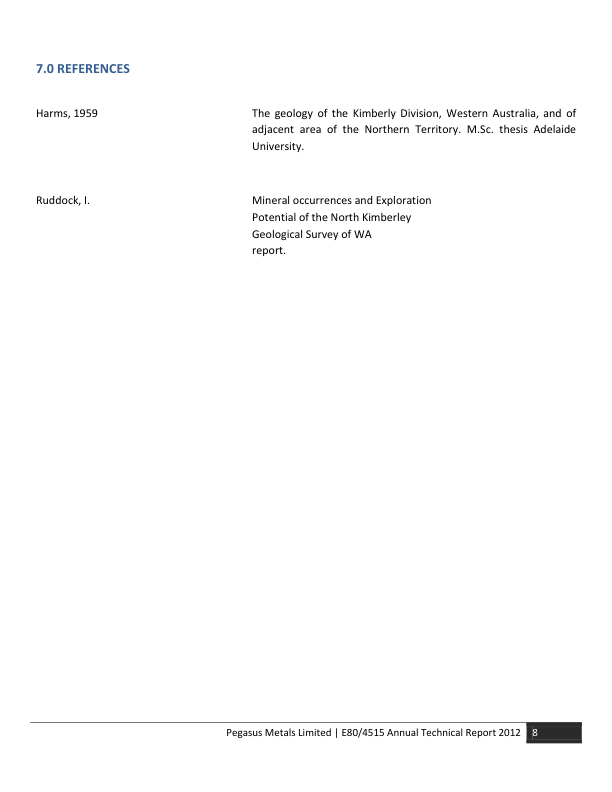 7.0 REFERENCES
Harms, 1959
The geology of the Kimberly Division, Western Australia, and of
adjacent area of the Northern Territory. M.Sc. thesis Adelaide
University.
Ruddock, I.
Mineral occurrences and Exploration
Potential of the North Kimberley
Geological Survey of WA
report.
Pegasus Metals Limited | E80/4515 Annual Technical Report 2012 8